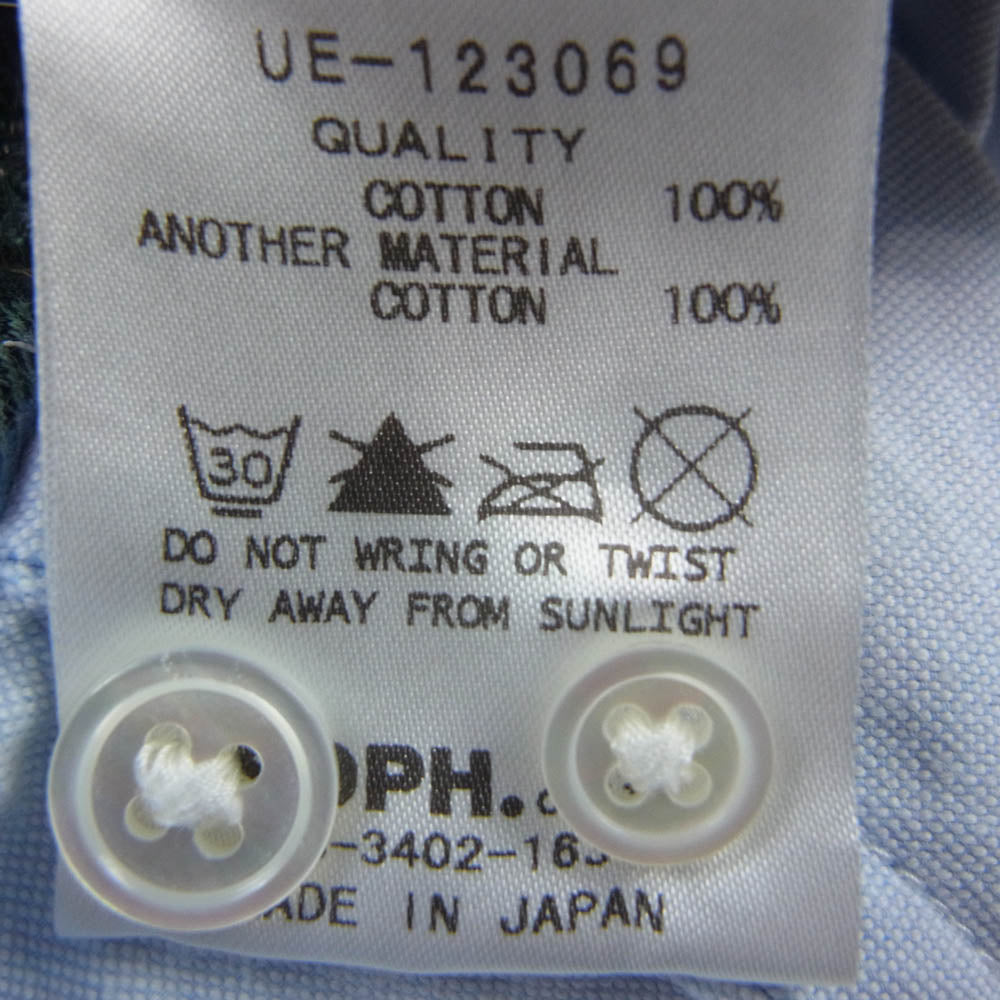 UE-123069
QUALITY
COTTON 100%
ANOTHER MATERIAL
COTTON 100%
30
DO NOT WRING OR TWIST
DRY AWAY FROM SUNLIGHT
OPH.
-3402-16
ADE IN JAPAN